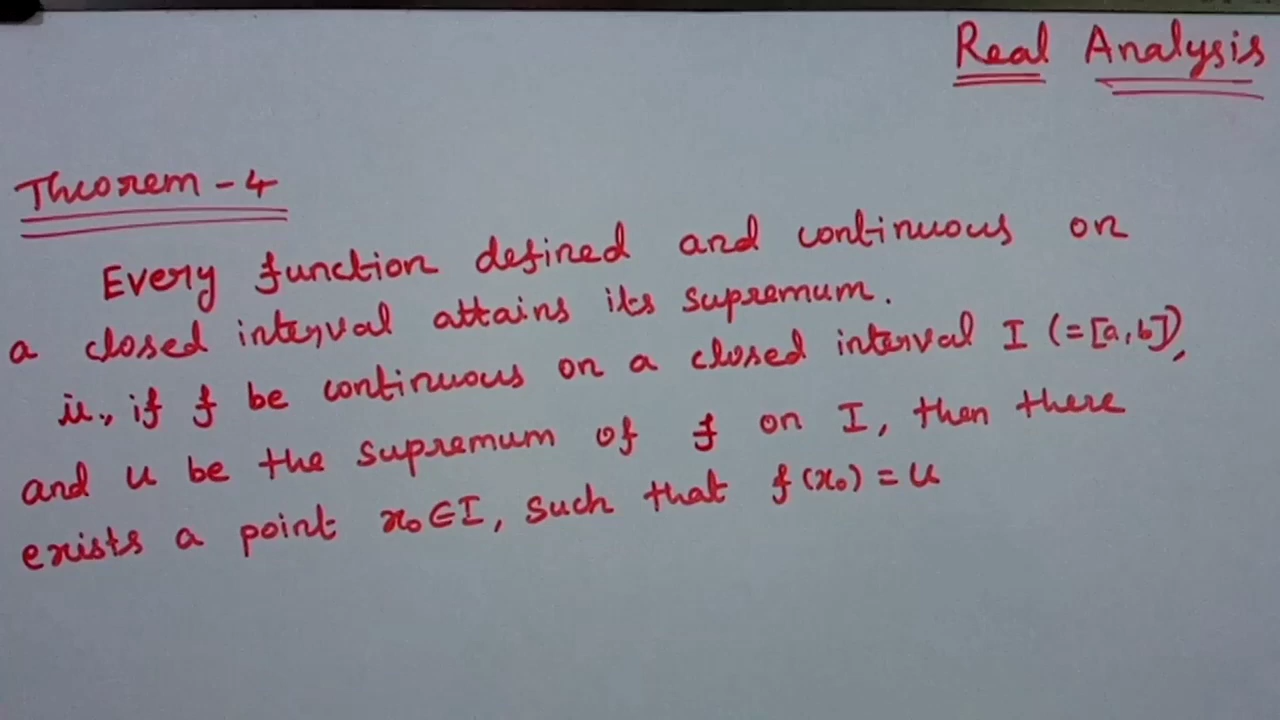 Real Analysis
Theorem - 4
Every function defined and continuous on
a closed interval attains its supremum.
ie., if f be continuous on a closed interval I (=[a,b]),
and u be the supremum of f on I, then there
exists a point x₀∈I, such that f(x₀) = u